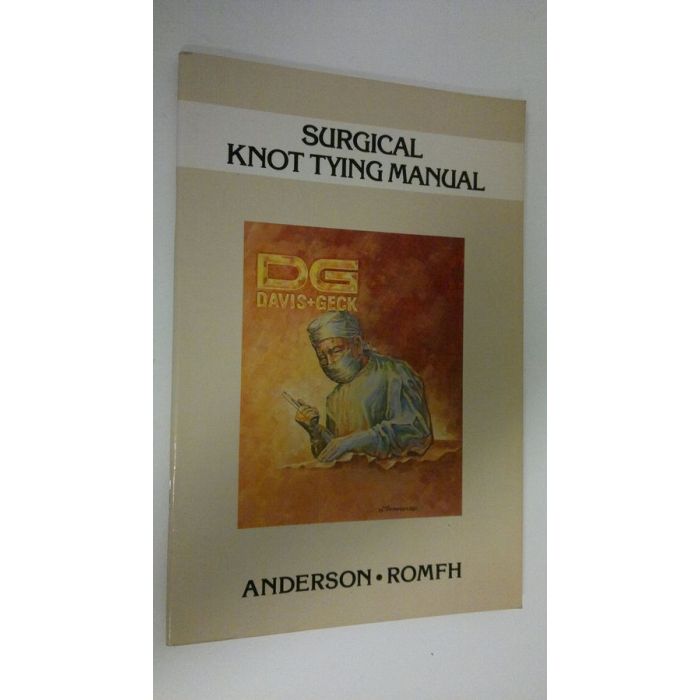 SURGICAL
KNOT TYING MANUAL
DG
DAVIS+GECK
ANDERSON • ROMFH